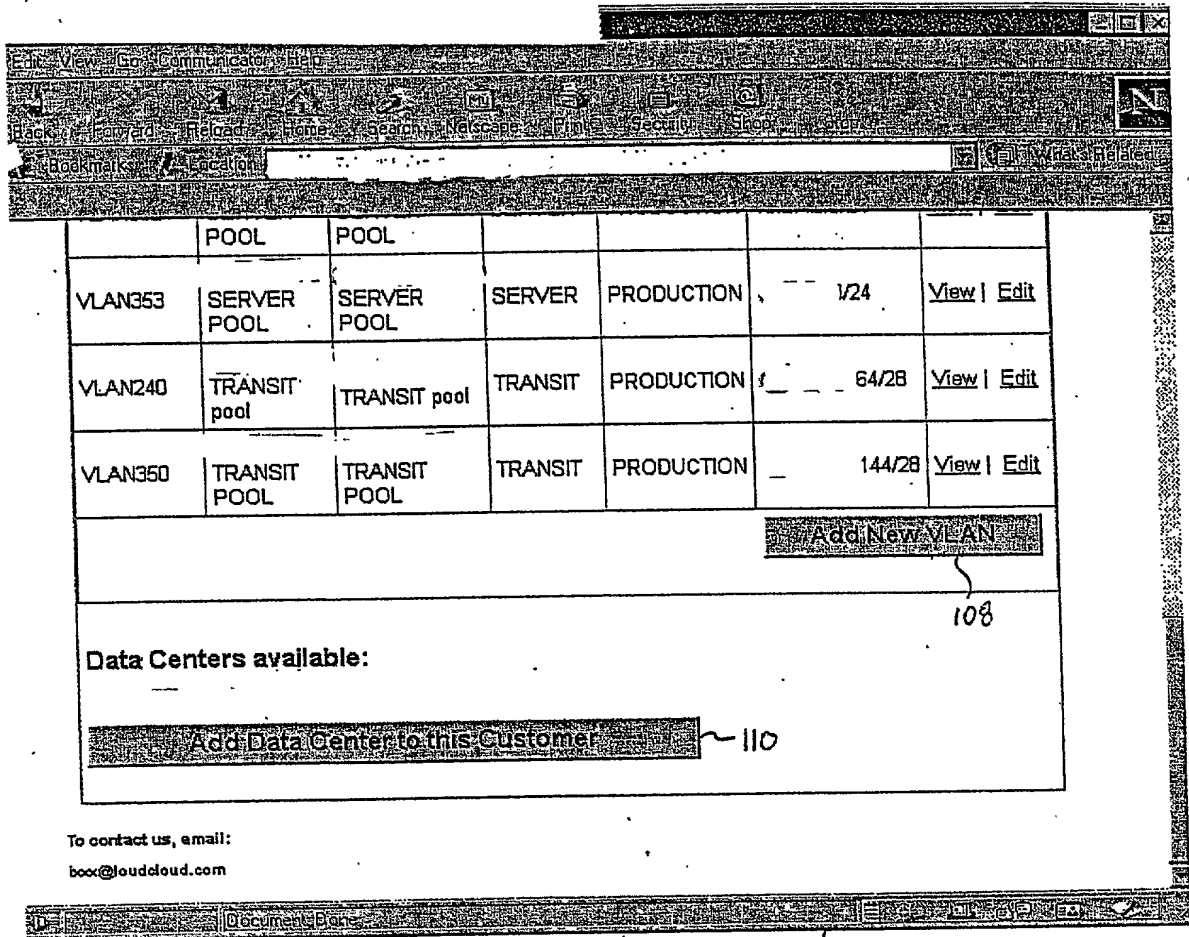 Edit View Go Communicator Help
Back Forward Reload Home Search Netscape Print Security Shop Stop
Bookmarks Location What's Related
POOL POOL
VLAN353 SERVER POOL SERVER POOL SERVER PRODUCTION /24 View | Edit
VLAN240 TRANSIT pool TRANSIT pool TRANSIT PRODUCTION 64/28 View | Edit
VLAN350 TRANSIT POOL TRANSIT POOL TRANSIT PRODUCTION 144/28 View | Edit
Add New VLAN
108
Data Centers available:
Add Data Center to this Customer
110
To contact us, email:
@loudcloud.com
Document Done